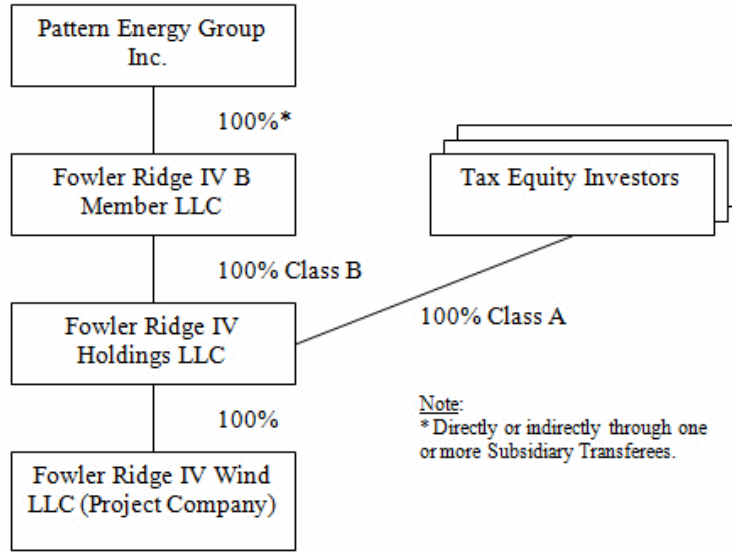 Pattern Energy Group
Inc.
100%*
Fowler Ridge IV B
Member LLC
Tax Equity Investors
100% Class B
100% Class A
Fowler Ridge IV
Holdings LLC
100%
Note:
* Directly or indirectly through one
or more Subsidiary Transferees.
Fowler Ridge IV Wind
LLC (Project Company)